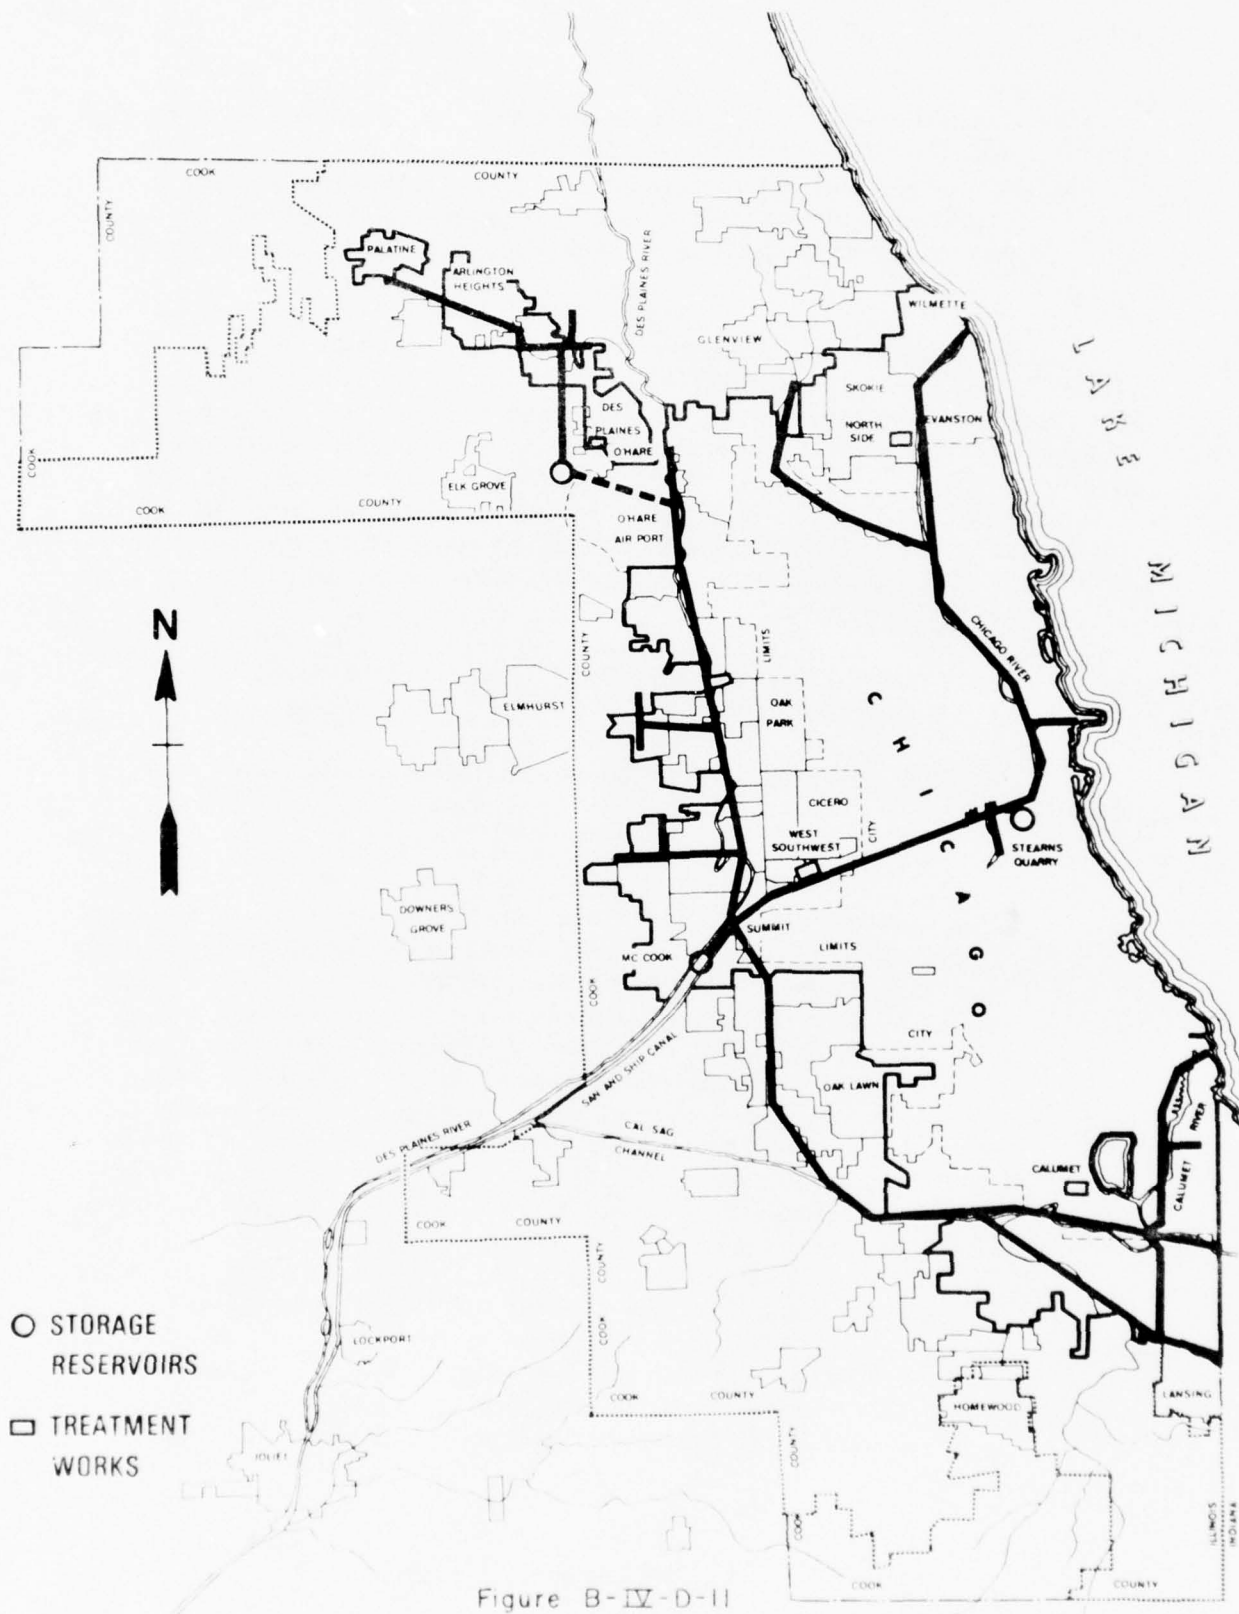 COOK
COUNTY
COUNTY
PALATINE
ARLINGTON
HEIGHTS
DES PLAINES RIVER
WILMETTE
GLENVIEW
SKOKIE
NORTH
SIDE
EVANSTON
DES
PLAINES
O'HARE
LAKE
MICHIGAN
COOK
ELK GROVE
COOK
COUNTY
O'HARE
AIR PORT
N
COUNTY
LIMITS
CHICAGO RIVER
ELMHURST
OAK
PARK
CHICAGO
CICERO
CITY
WEST
SOUTHWEST
STEARNS
QUARRY
DOWNERS
GROVE
SUMMIT
LIMITS
MC COOK
COOK
CITY
SAN AND SHIP CANAL
OAK LAWN
DES PLAINES RIVER
CAL SAG
CHANNEL
CALUMET
CALUMET
RIVER
COOK
COUNTY
COUNTY
COOK
LOCKPORT
COOK
COUNTY
HOMEWOOD
LANSING
COUNTY
COOK
JOLIET
ILLINOIS
INDIANA
COOK
COUNTY
STORAGE
RESERVOIRS
TREATMENT
WORKS
Figure B-IV-D-11